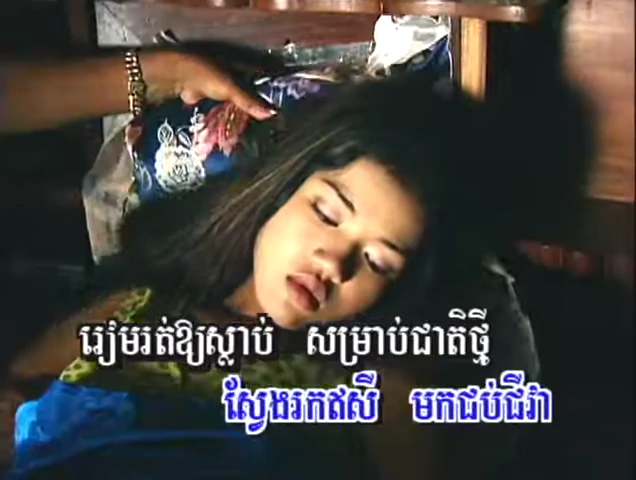 រៀមរត់ឱ្យស្លាប់ សម្រាប់ជាតិថ្មី
ស្វែងរកឥសី មកជប់ជីវ៉ា